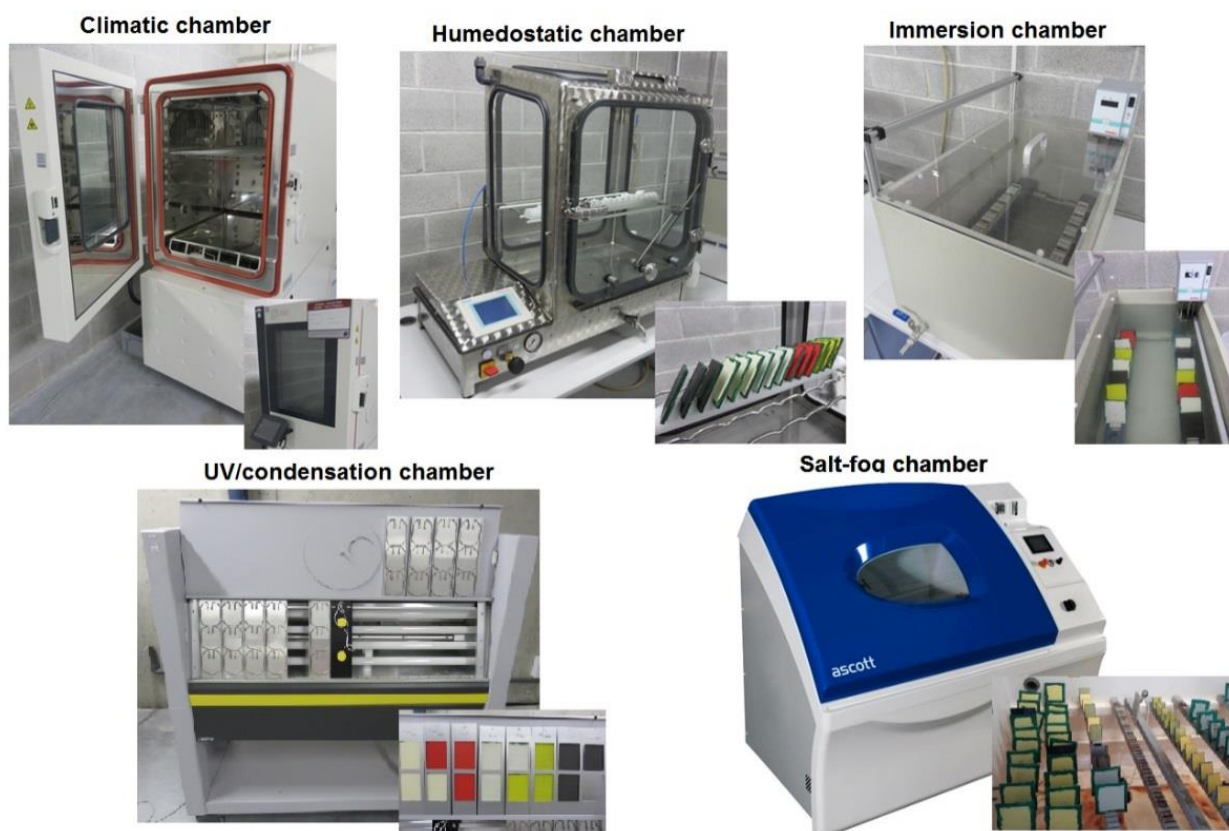 Climatic chamber
Humedostatic chamber
Immersion chamber
UV/condensation chamber
Salt-fog chamber
ascott